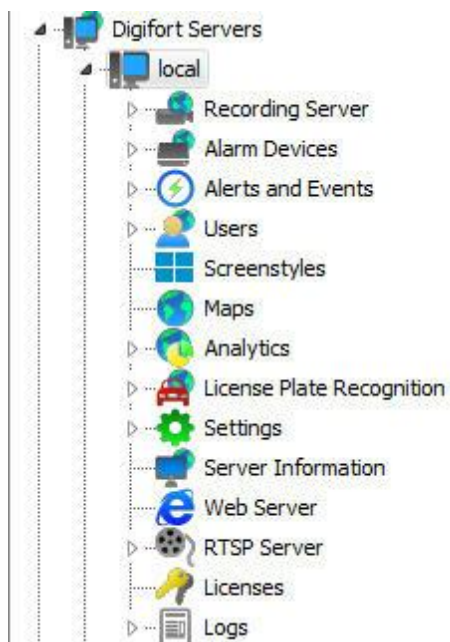 Digifort Servers
local
Recording Server
Alarm Devices
Alerts and Events
Users
Screenstyles
Maps
Analytics
License Plate Recognition
Settings
Server Information
Web Server
RTSP Server
Licenses
Logs